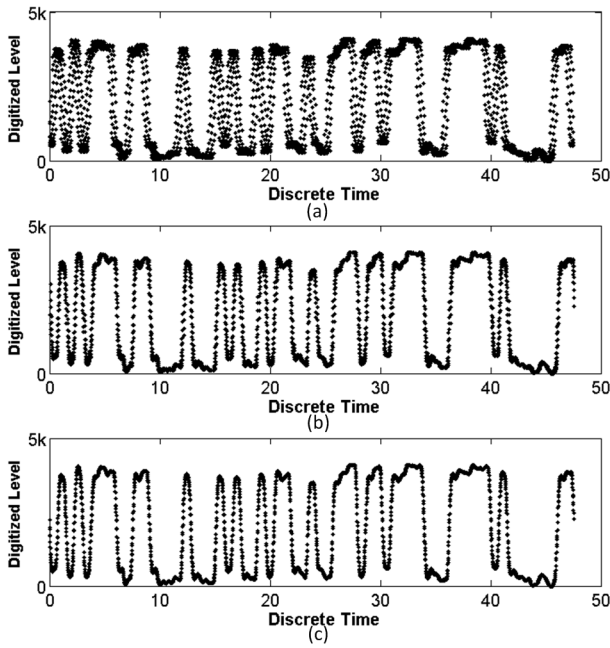 5k
Digitized Level
0
0 10 20 30 40 50
Discrete Time
(a)
5k
Digitized Level
0
0 10 20 30 40 50
Discrete Time
(b)
5k
Digitized Level
0
0 10 20 30 40 50
Discrete Time
(c)